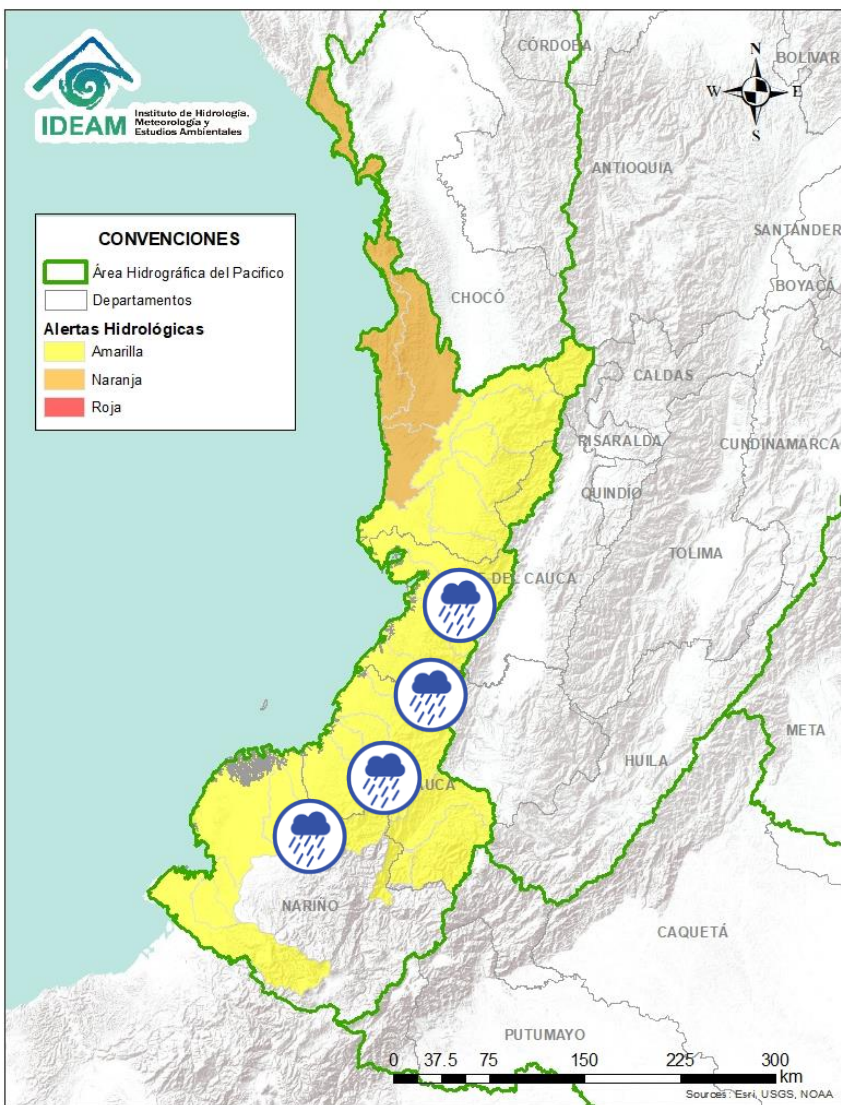 IDEAM
Instituto de Hidrología,
Meteorología y
Estudios Ambientales
CÓRDOBA
BOLIVAR
N
W
E
S
ANTIOQUIA
SANTANDER
BOYACÁ
CONVENCIONES
Área Hidrográfica del Pacifico
Departamentos
Alertas Hidrológicas
Amarilla
Naranja
Roja
CHOCÓ
CALDAS
RISARALDA
CUNDINAMARCA
QUINDÍO
TOLIMA
DEL CAUCA
META
HUILA
AUCA
NARIÑO
CAQUETÁ
PUTUMAYO
0 37.5 75 150 225 300
km
Sources: Esri, USGS, NOAA